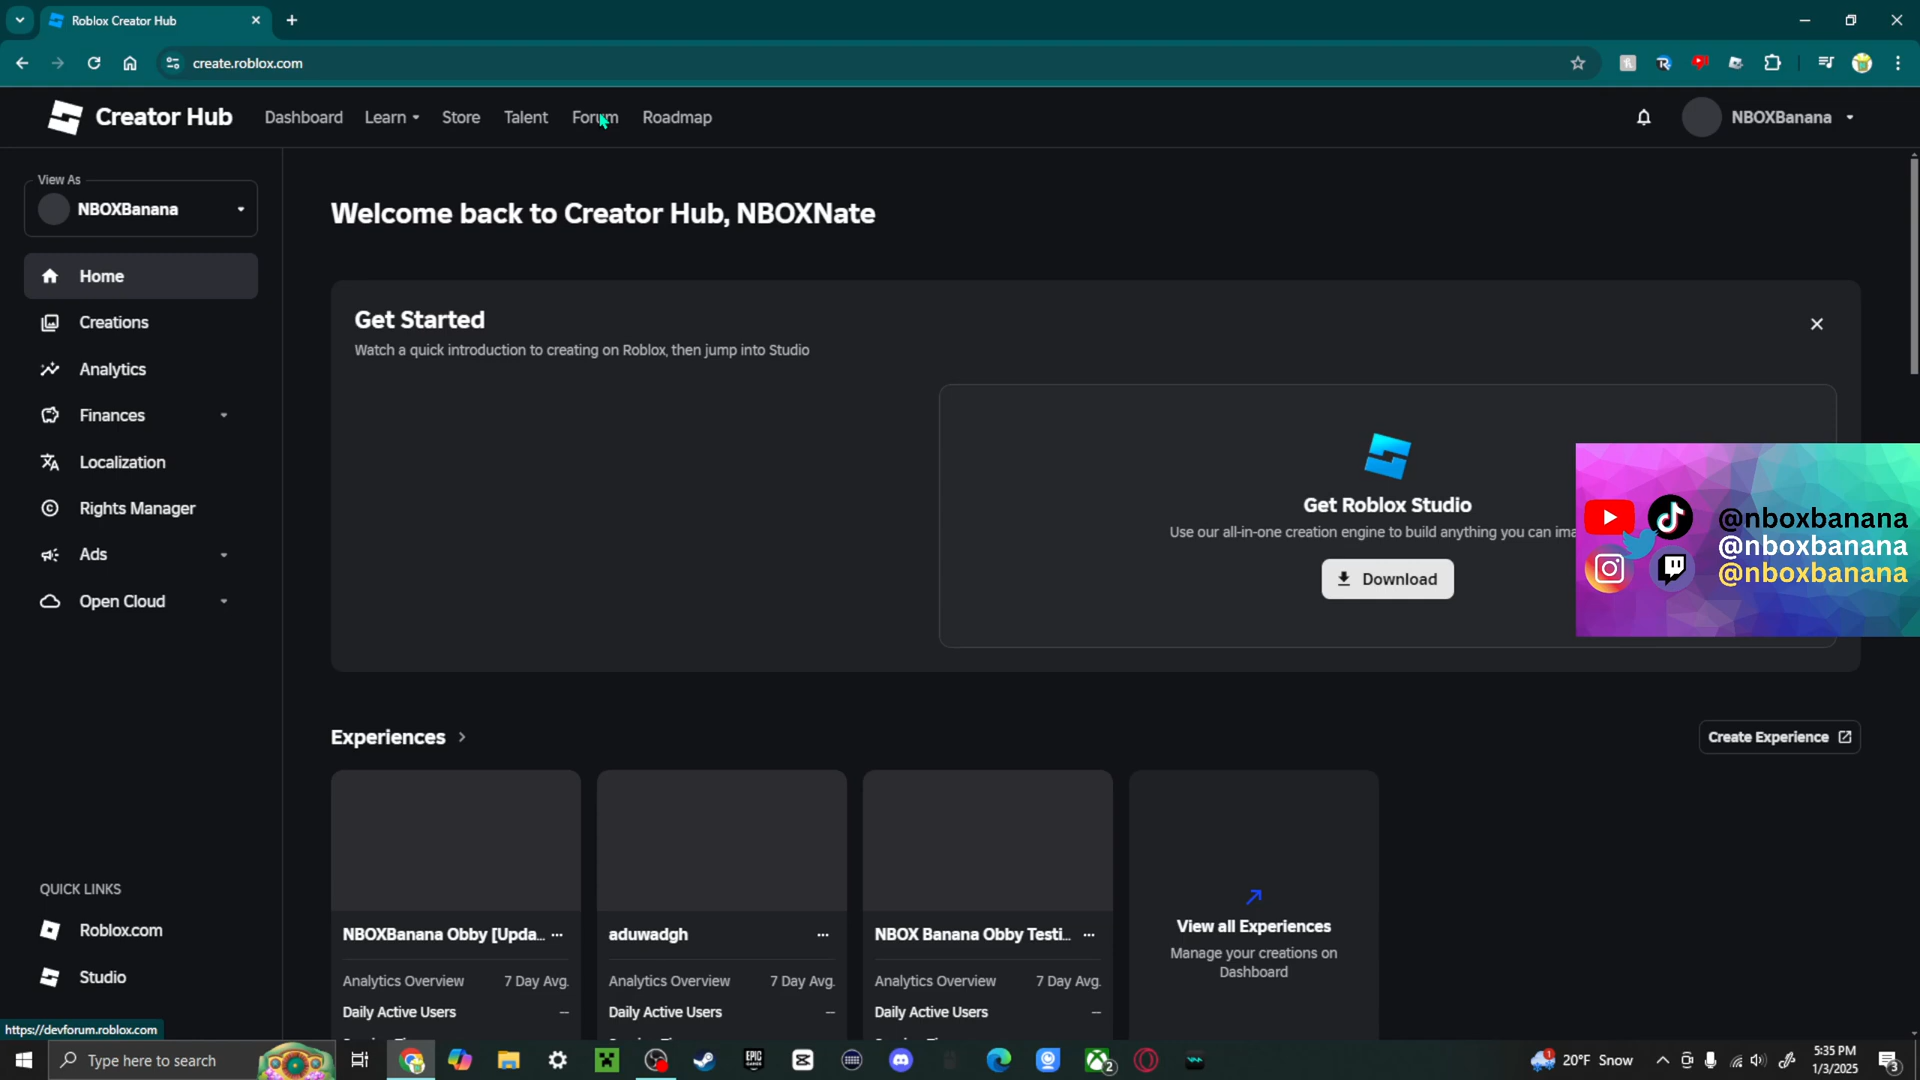 Roblox Creator Hub
create.roblox.com
Creator Hub
Dashboard
Learn
Store
Talent
Forum
Roadmap
NBOXBanana
View As
NBOXBanana
Home
Creations
Analytics
Finances
Localization
Rights Manager
Ads
Open Cloud
QUICK LINKS
Roblox.com
Studio
https://devforum.roblox.com
Welcome back to Creator Hub, NBOXNate
Get Started
Watch a quick introduction to creating on Roblox, then jump into Studio
Get Roblox Studio
Use our all-in-one creation engine to build anything you can
Download
@nboxbanana
@nboxbanana
@nboxbanana
Experiences
Create Experience
NBOXBanana Obby [Upda...
Analytics Overview 7 Day Avg.
Daily Active Users --
aduwadgh
Analytics Overview 7 Day Avg.
Daily Active Users --
NBOX Banana Obby Testi...
Analytics Overview 7 Day Avg.
Daily Active Users --
View all Experiences
Manage your creations on
Dashboard
Type here to search
EPIC
GAMES
2
1
20°F Snow
5:35 PM
1/3/2025
3